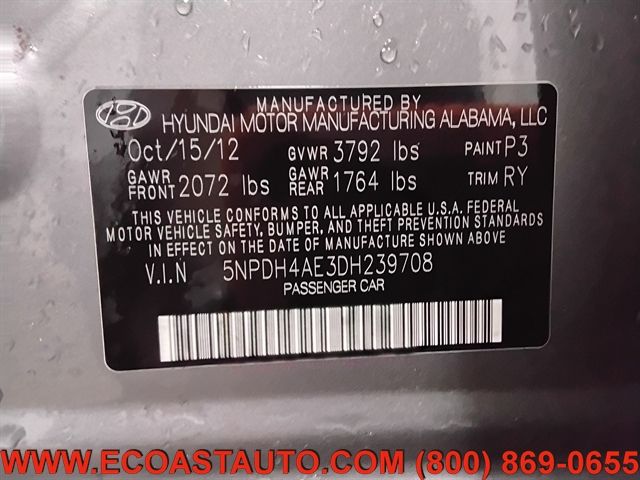 MANUFACTURED BY
HYUNDAI MOTOR MANUFACTURING ALABAMA, LLC
Oct/15/12 GVWR 3792 lbs PAINT P3
GAWR FRONT 2072 lbs GAWR REAR 1764 lbs TRIM RY
THIS VEHICLE CONFORMS TO ALL APPLICABLE U.S.A. FEDERAL
MOTOR VEHICLE SAFETY, BUMPER, AND THEFT PREVENTION STANDARDS
IN EFFECT ON THE DATE OF MANUFACTURE SHOWN ABOVE
V.I.N 5NPDH4AE3DH239708
PASSENGER CAR
WWW.ECOASTAUTO.COM (800) 869-0655